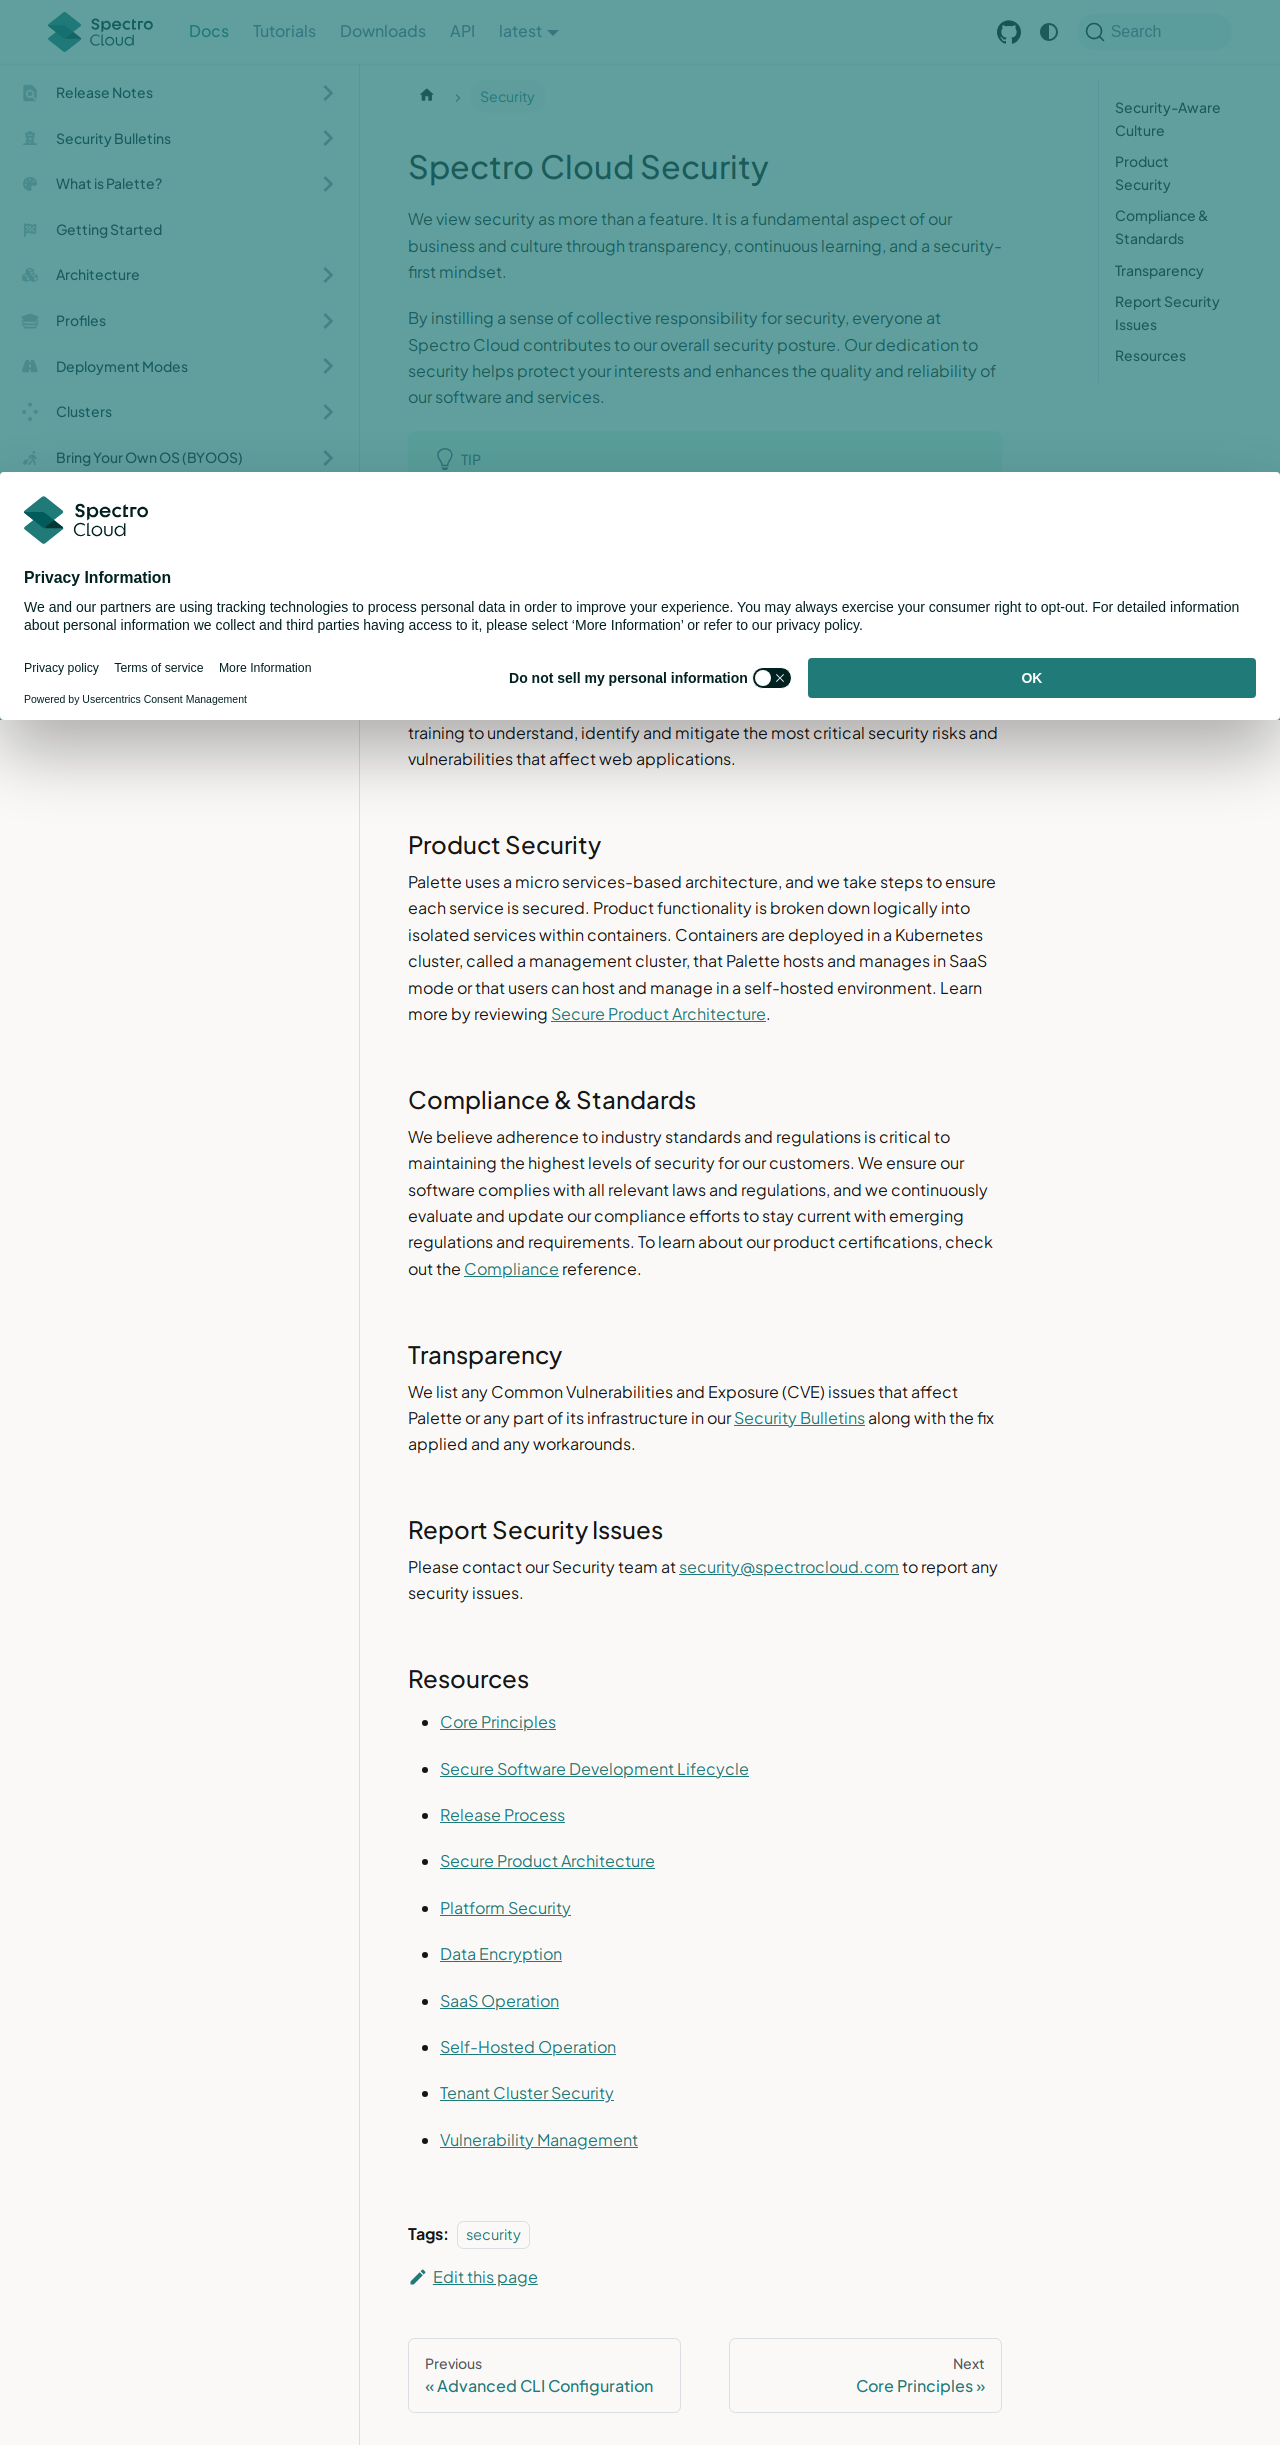 Spectro Cloud
Docs
Tutorials
Downloads
API
latest
Search
Release Notes
Security Bulletins
What is Palette?
Getting Started
Architecture
Profiles
Deployment Modes
Clusters
Bring Your Own OS (BYOOS)
Security
Spectro Cloud Security
We view security as more than a feature. It is a fundamental aspect of our
business and culture through transparency, continuous learning, and a security-
first mindset.
By instilling a sense of collective responsibility for security, everyone at
Spectro Cloud contributes to our overall security posture. Our dedication to
security helps protect your interests and enhances the quality and reliability of
our software and services.
TIP
Security-Aware
Culture
Product
Security
Compliance &
Standards
Transparency
Report Security
Issues
Resources
Spectro
Cloud
Privacy Information
We and our partners are using tracking technologies to process personal data in order to improve your experience. You may always exercise your consumer right to opt-out. For detailed information
about personal information we collect and third parties having access to it, please select ‘More Information’ or refer to our privacy policy.
Privacy policy
Terms of service
More Information
Powered by Usercentrics Consent Management
Do not sell my personal information
OK
training to understand, identify and mitigate the most critical security risks and
vulnerabilities that affect web applications.
Product Security
Palette uses a micro services-based architecture, and we take steps to ensure
each service is secured. Product functionality is broken down logically into
isolated services within containers. Containers are deployed in a Kubernetes
cluster, called a management cluster, that Palette hosts and manages in SaaS
mode or that users can host and manage in a self-hosted environment. Learn
more by reviewing Secure Product Architecture.
Compliance & Standards
We believe adherence to industry standards and regulations is critical to
maintaining the highest levels of security for our customers. We ensure our
software complies with all relevant laws and regulations, and we continuously
evaluate and update our compliance efforts to stay current with emerging
regulations and requirements. To learn about our product certifications, check
out the Compliance reference.
Transparency
We list any Common Vulnerabilities and Exposure (CVE) issues that affect
Palette or any part of its infrastructure in our Security Bulletins along with the fix
applied and any workarounds.
Report Security Issues
Please contact our Security team at security@spectrocloud.com to report any
security issues.
Resources
Core Principles
Secure Software Development Lifecycle
Release Process
Secure Product Architecture
Platform Security
Data Encryption
SaaS Operation
Self-Hosted Operation
Tenant Cluster Security
Vulnerability Management
Tags: security
Edit this page
Previous
« Advanced CLI Configuration
Next
Core Principles »